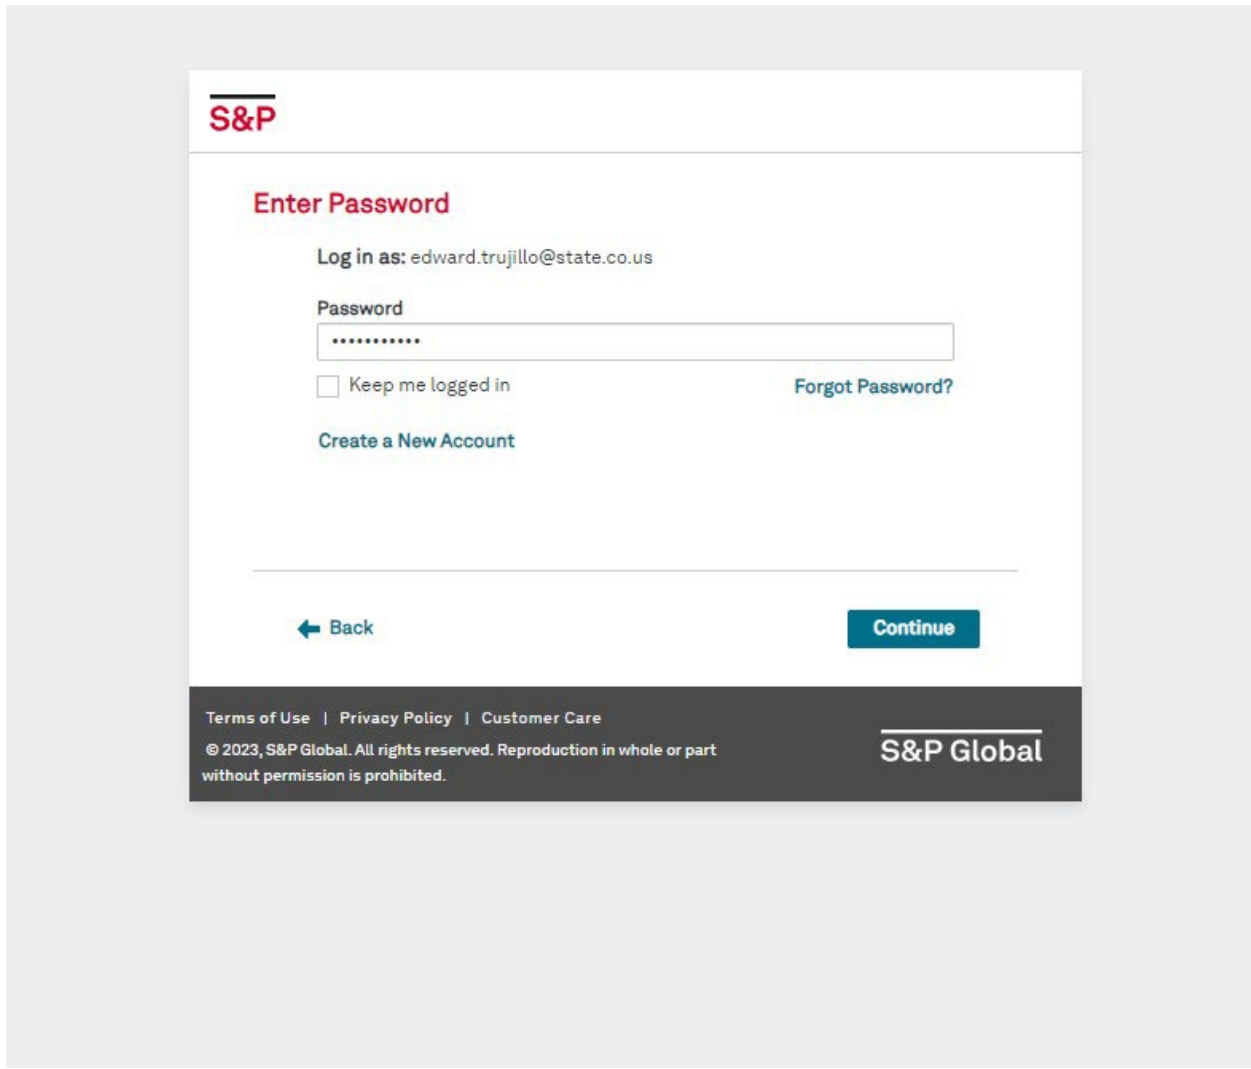 S&P
Enter Password
Log in as: edward.trujillo@state.co.us
Password
•••••••••••
Keep me logged in
Forgot Password?
Create a New Account
Back
Continue
Terms of Use | Privacy Policy | Customer Care
© 2023, S&P Global. All rights reserved. Reproduction in whole or part
without permission is prohibited.
S&P Global